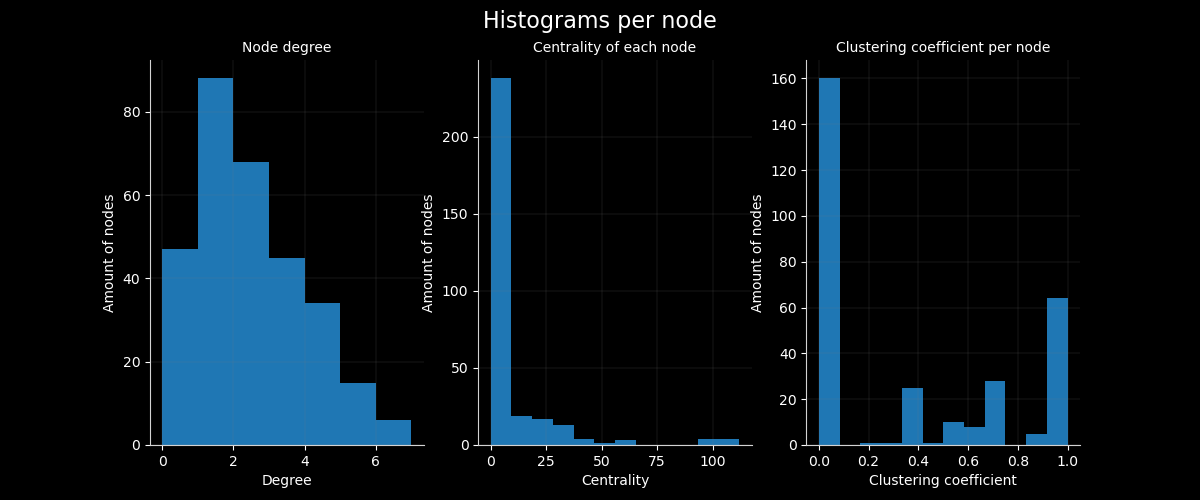 Histograms per node
Node degree
Amount of nodes
80
60
40
20
0
0 2 4 6
Degree
Centrality of each node
Amount of nodes
200
150
100
50
0
0 25 50 75 100
Centrality
Clustering coefficient per node
Amount of nodes
160
140
120
100
80
60
40
20
0
0.0 0.2 0.4 0.6 0.8 1.0
Clustering coefficient